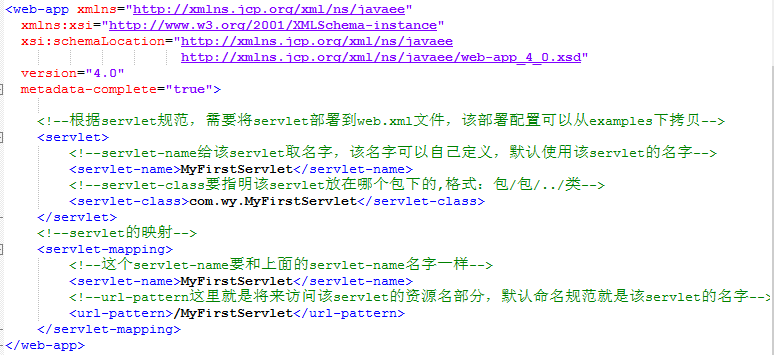 <web-app xmlns="http://xmlns.jcp.org/xml/ns/javaee"
xmlns:xsi="http://www.w3.org/2001/XMLSchema-instance"
xsi:schemaLocation="http://xmlns.jcp.org/xml/ns/javaee
http://xmlns.jcp.org/xml/ns/javaee/web-app_4_0.xsd"
version="4.0"
metadata-complete="true">
<!--根据servlet规范，需要将servlet部署到web.xml文件，该部署配置可以从examples下拷贝-->
<servlet>
<!--servlet-name给该servlet取名字，该名字可以自己定义，默认使用该servlet的名字-->
<servlet-name>MyFirstServlet</servlet-name>
<!--servlet-class要指明该servlet放在哪个包下的,格式：包/包/../类-->
<servlet-class>com.wy.MyFirstServlet</servlet-class>
</servlet>
<!--servlet的映射-->
<servlet-mapping>
<!--这个servlet-name要和上面的servlet-name名字一样-->
<servlet-name>MyFirstServlet</servlet-name>
<!--url-pattern这里就是将来访问该servlet的资源名部分，默认命名规范就是该servlet的名字-->
<url-pattern>/MyFirstServlet</url-pattern>
</servlet-mapping>
</web-app>